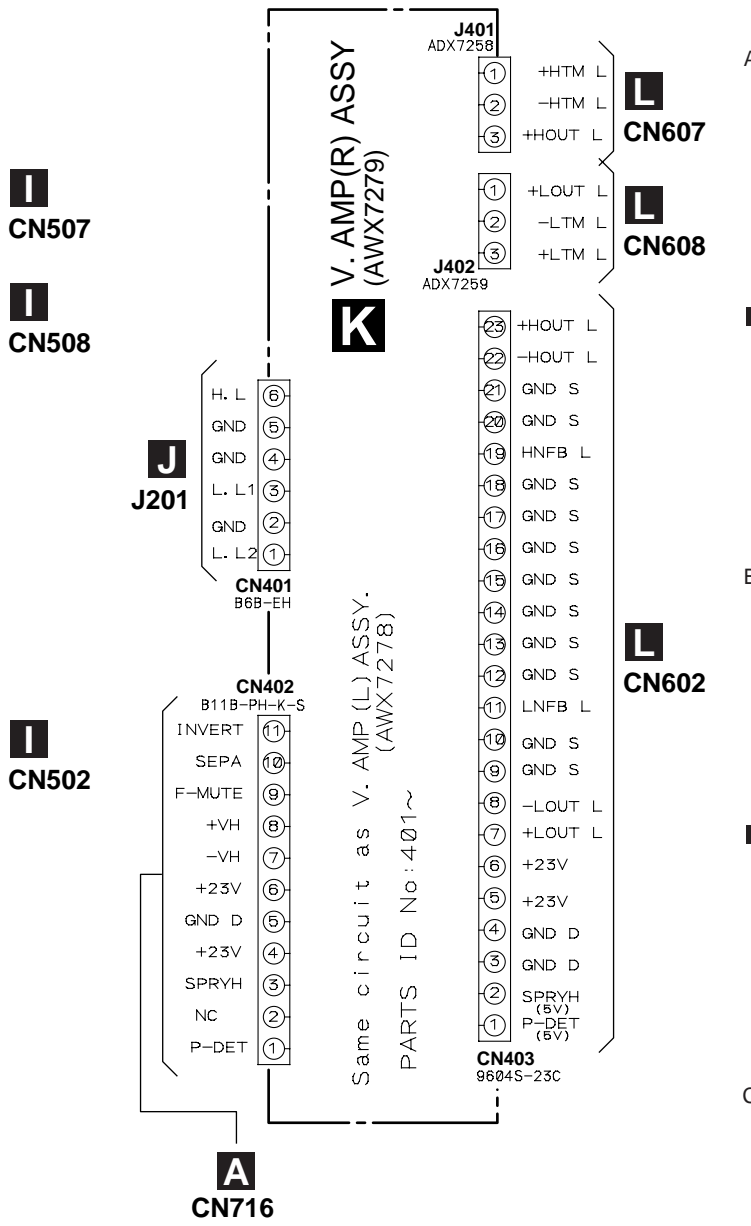 J401
ADX7258
1 +HTM L
2 -HTM L
3 +HOUT L
L
CN607
1 +LOUT L
2 -LTM L
3 +LTM L
L
CN608
J402
ADX7259
V. AMP(R) ASSY
(AWX7279)
K
I
CN507
I
CN508
H. L 6
GND 5
GND 4
L. L1 3
GND 2
L. L2 1
J
J201
CN401
B6B-EH
23 +HOUT L
22 -HOUT L
21 GND S
20 GND S
19 HNFB L
18 GND S
17 GND S
16 GND S
15 GND S
14 GND S
13 GND S
12 GND S
11 LNFB L
10 GND S
9 GND S
8 -LOUT L
7 +LOUT L
6 +23V
5 +23V
4 GND D
3 GND D
2 SPRYH
(5V)
1 P-DET
(5V)
L
CN602
CN403
9604S-23C
Same circuit as V. AMP (L) ASSY.
(AWX7278)
PARTS ID No:401~
CN402
B11B-PH-K-S
INVERT 11
SEPA 10
F-MUTE 9
+VH 8
-VH 7
+23V 6
GND D 5
+23V 4
SPRYH 3
NC 2
P-DET 1
I
CN502
A
CN716